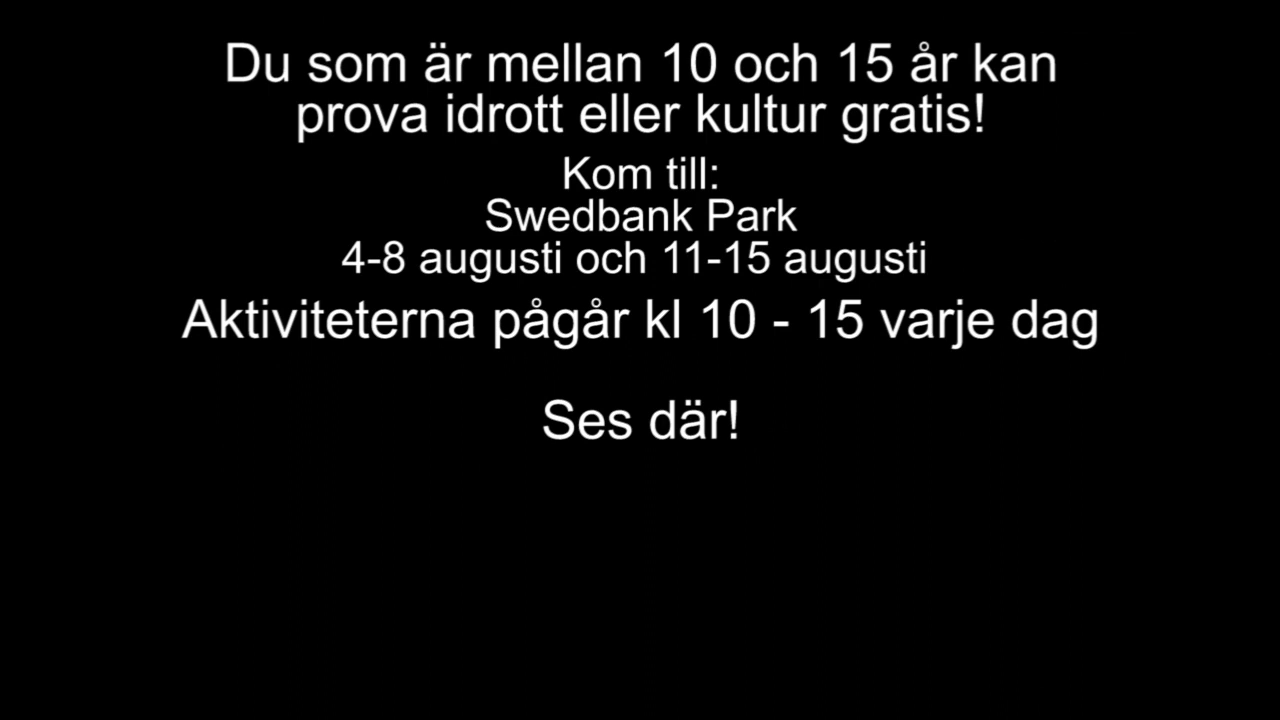 Du som är mellan 10 och 15 år kan
prova idrott eller kultur gratis!
Kom till:
Swedbank Park
4-8 augusti och 11-15 augusti
Aktiviteterna pågår kl 10 - 15 varje dag
Ses där!